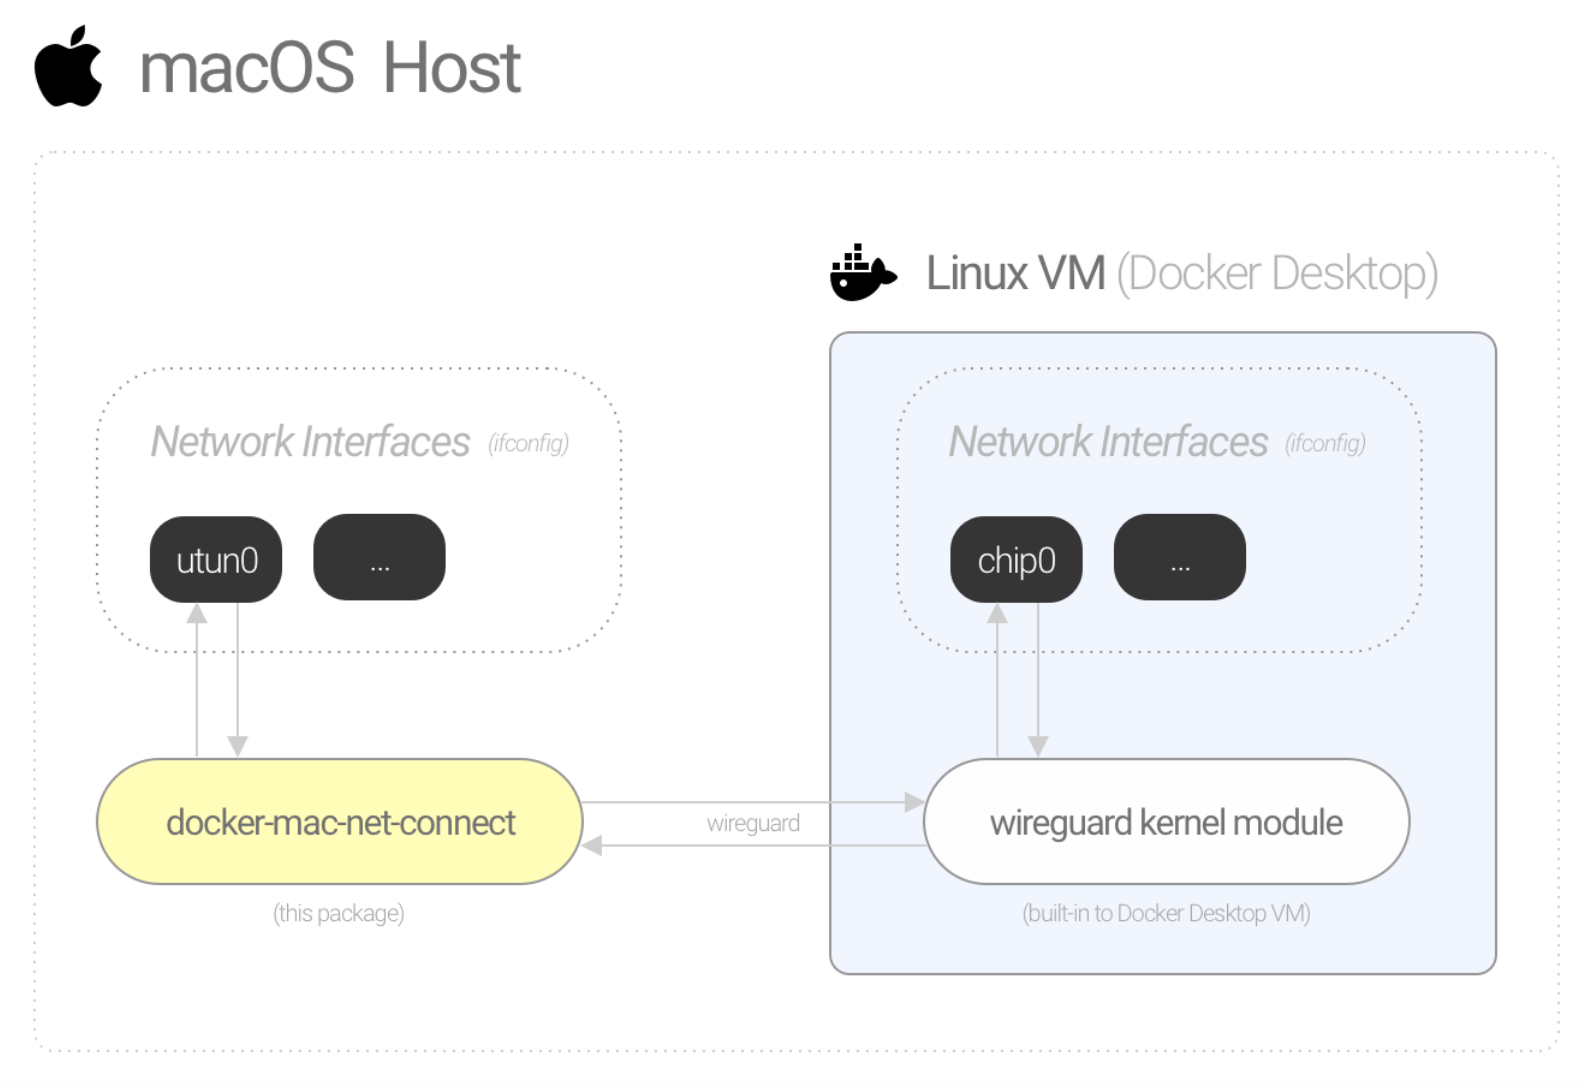 macOS Host
Linux VM (Docker Desktop)
Network Interfaces (ifconfig)
utun0
...
Network Interfaces (ifconfig)
chip0
...
docker-mac-net-connect
wireguard
wireguard kernel module
(this package)
(built-in to Docker Desktop VM)